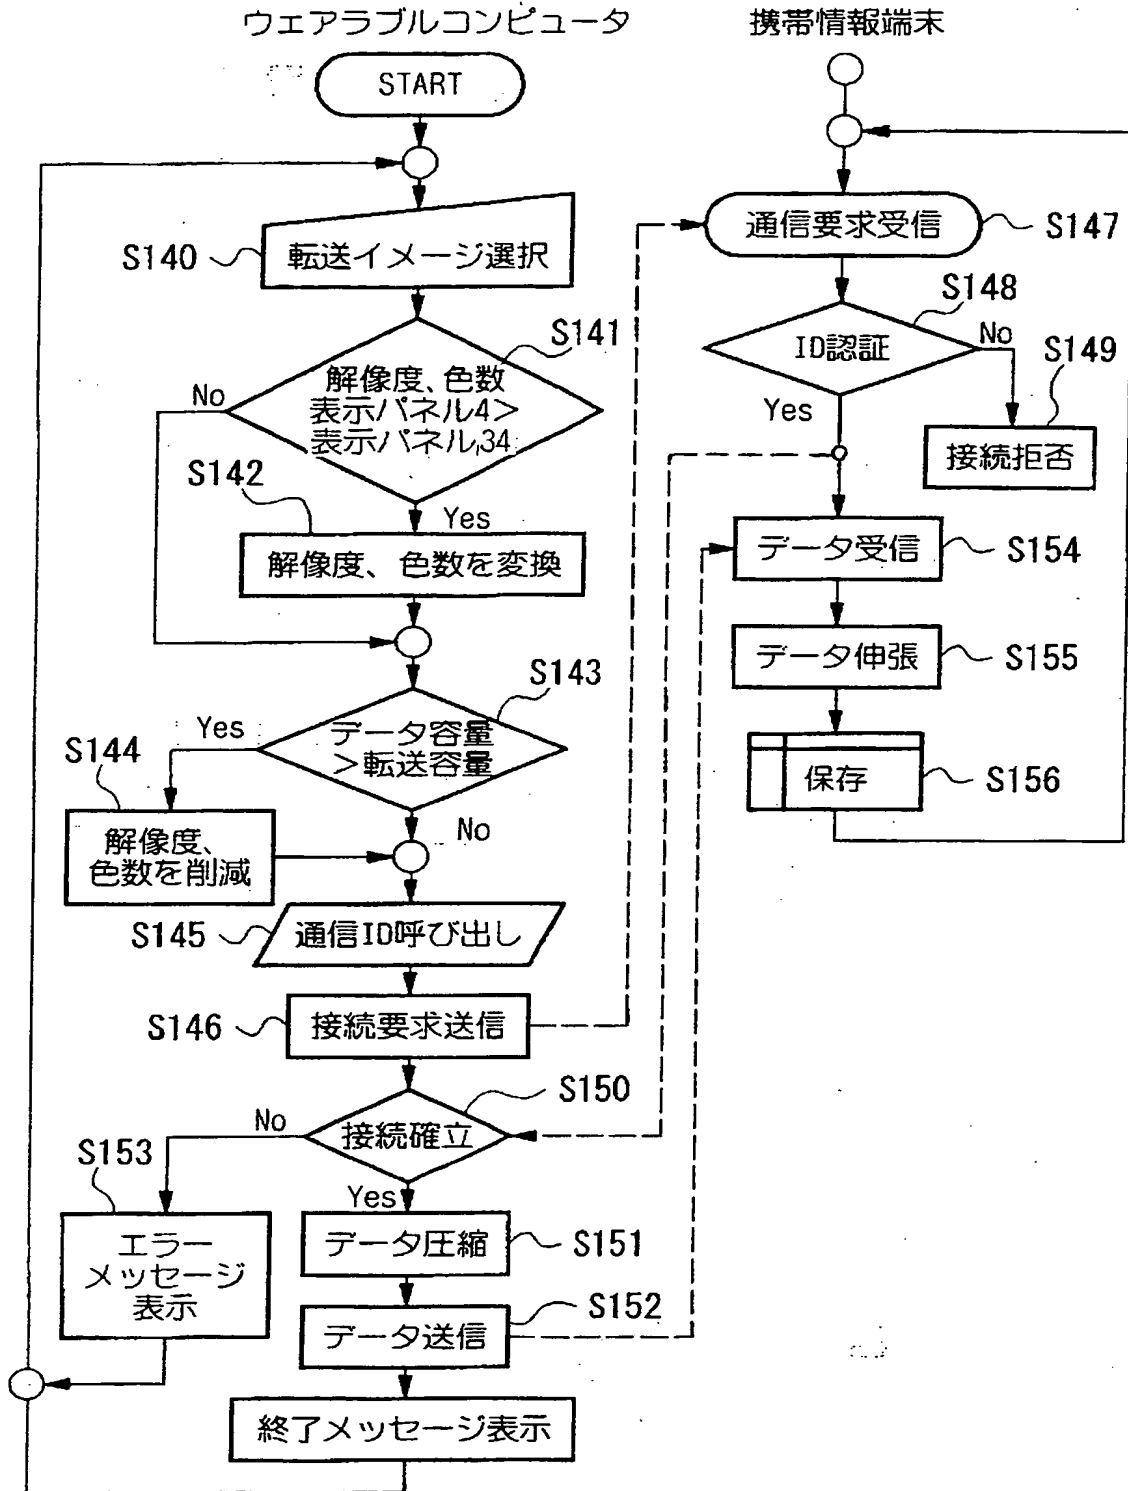 ウェアラブルコンピュータ
携帯情報端末
START
S140
転送イメージ選択
S141
解像度、色数
表示パネル4>
表示パネル34
No
Yes
S142
解像度、色数を変換
S143
データ容量
>転送容量
Yes
No
S144
解像度、
色数を削減
S145
通信ID呼び出し
S146
接続要求送信
S150
接続確立
No
Yes
S153
エラー
メッセージ
表示
データ圧縮
S151
データ送信
S152
終了メッセージ表示
通信要求受信
S147
S148
ID認証
No
Yes
S149
接続拒否
データ受信
S154
データ伸張
S155
保存
S156